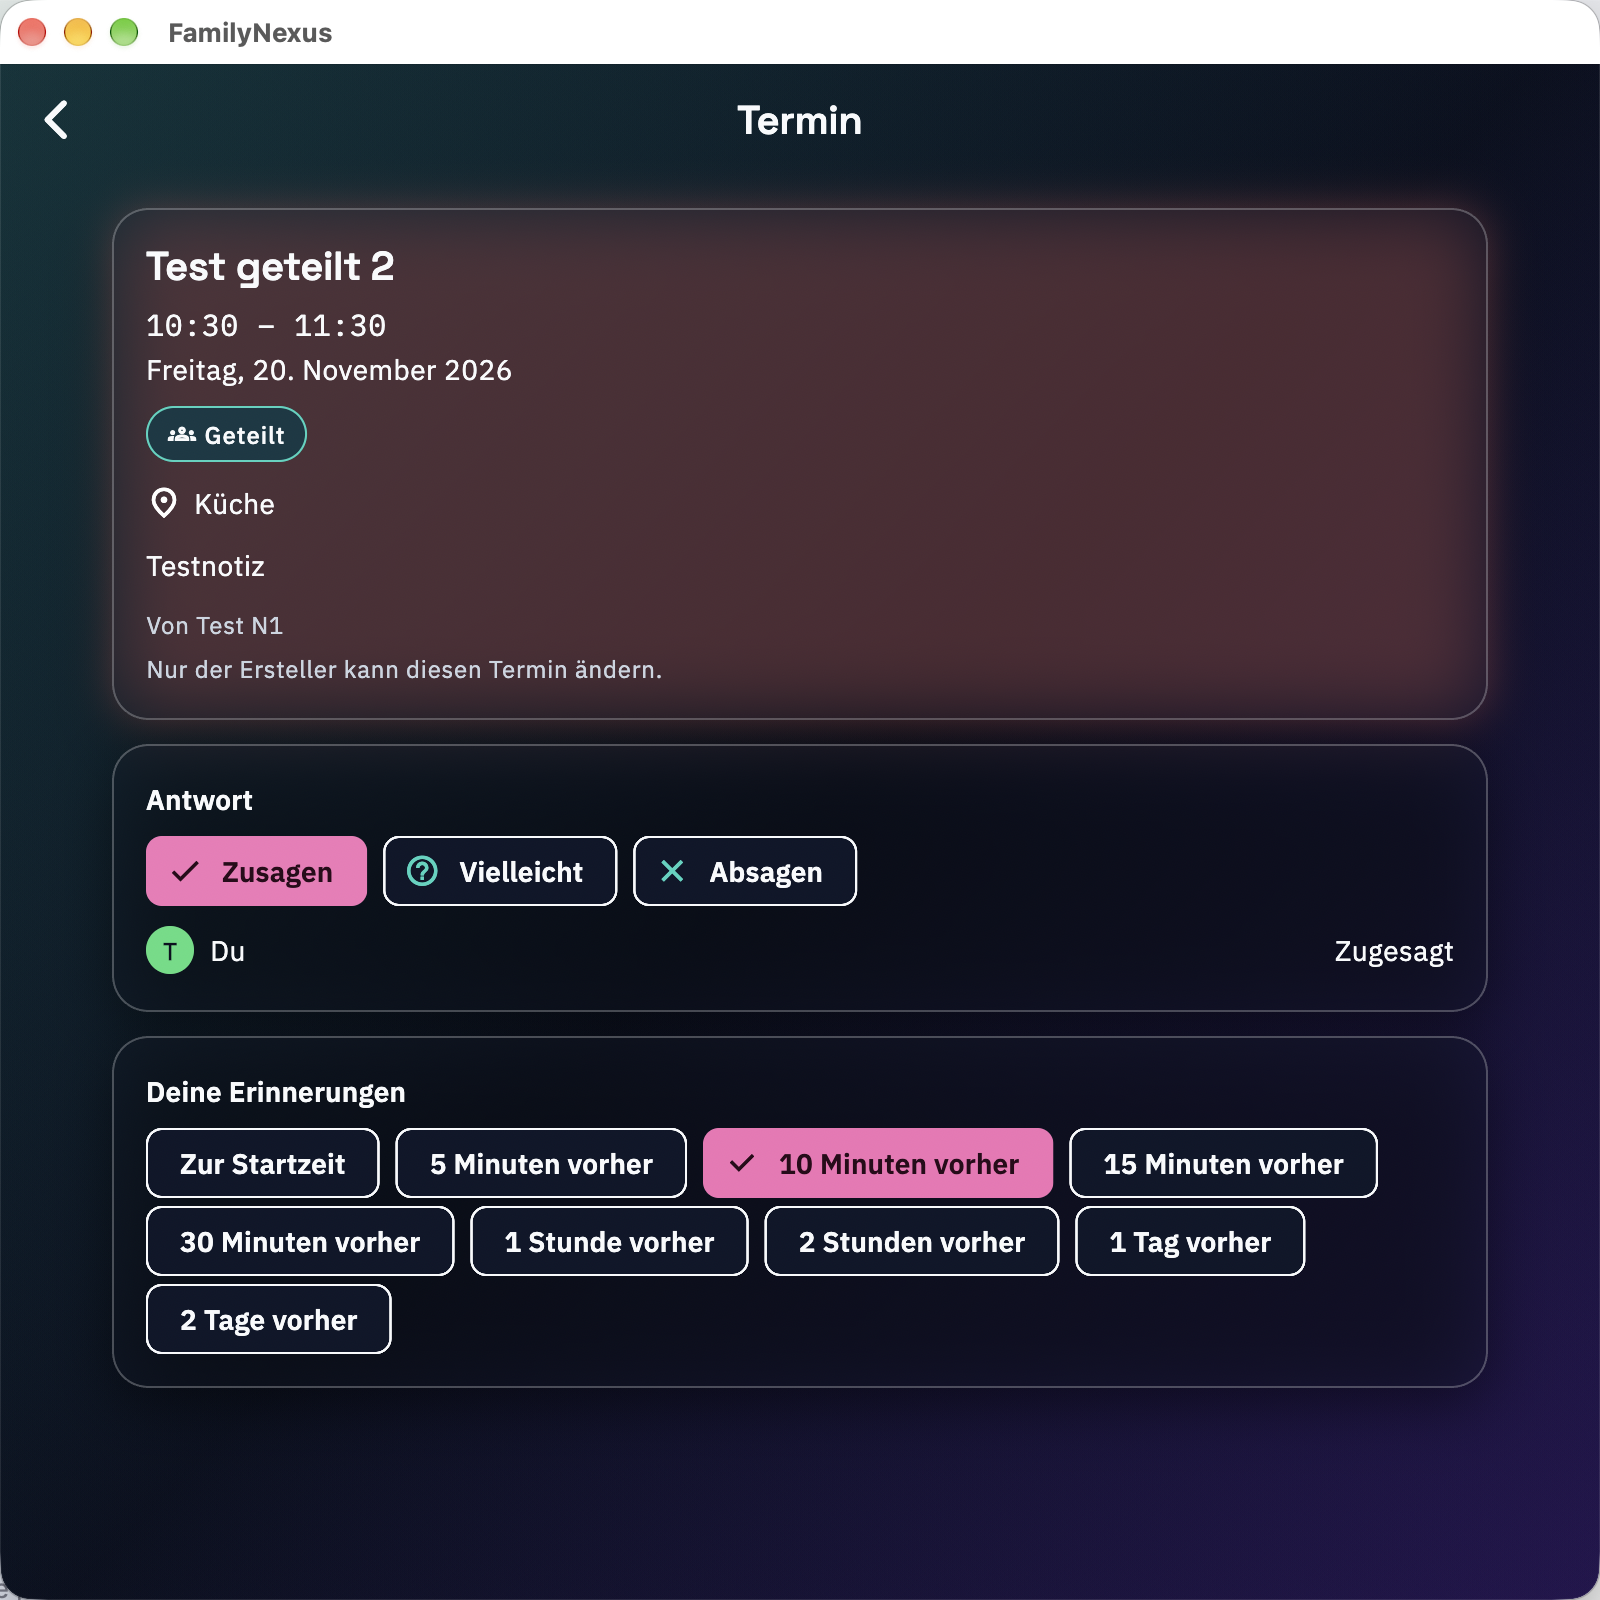 FamilyNexus
Termin
Test geteilt 2
10:30 – 11:30
Freitag, 20. November 2026
Geteilt
Küche
Testnotiz
Von Test N1
Nur der Ersteller kann diesen Termin ändern.
Antwort
Zusagen Vielleicht Absagen
T Du Zugesagt
Deine Erinnerungen
Zur Startzeit 5 Minuten vorher 10 Minuten vorher 15 Minuten vorher
30 Minuten vorher 1 Stunde vorher 2 Stunden vorher 1 Tag vorher
2 Tage vorher